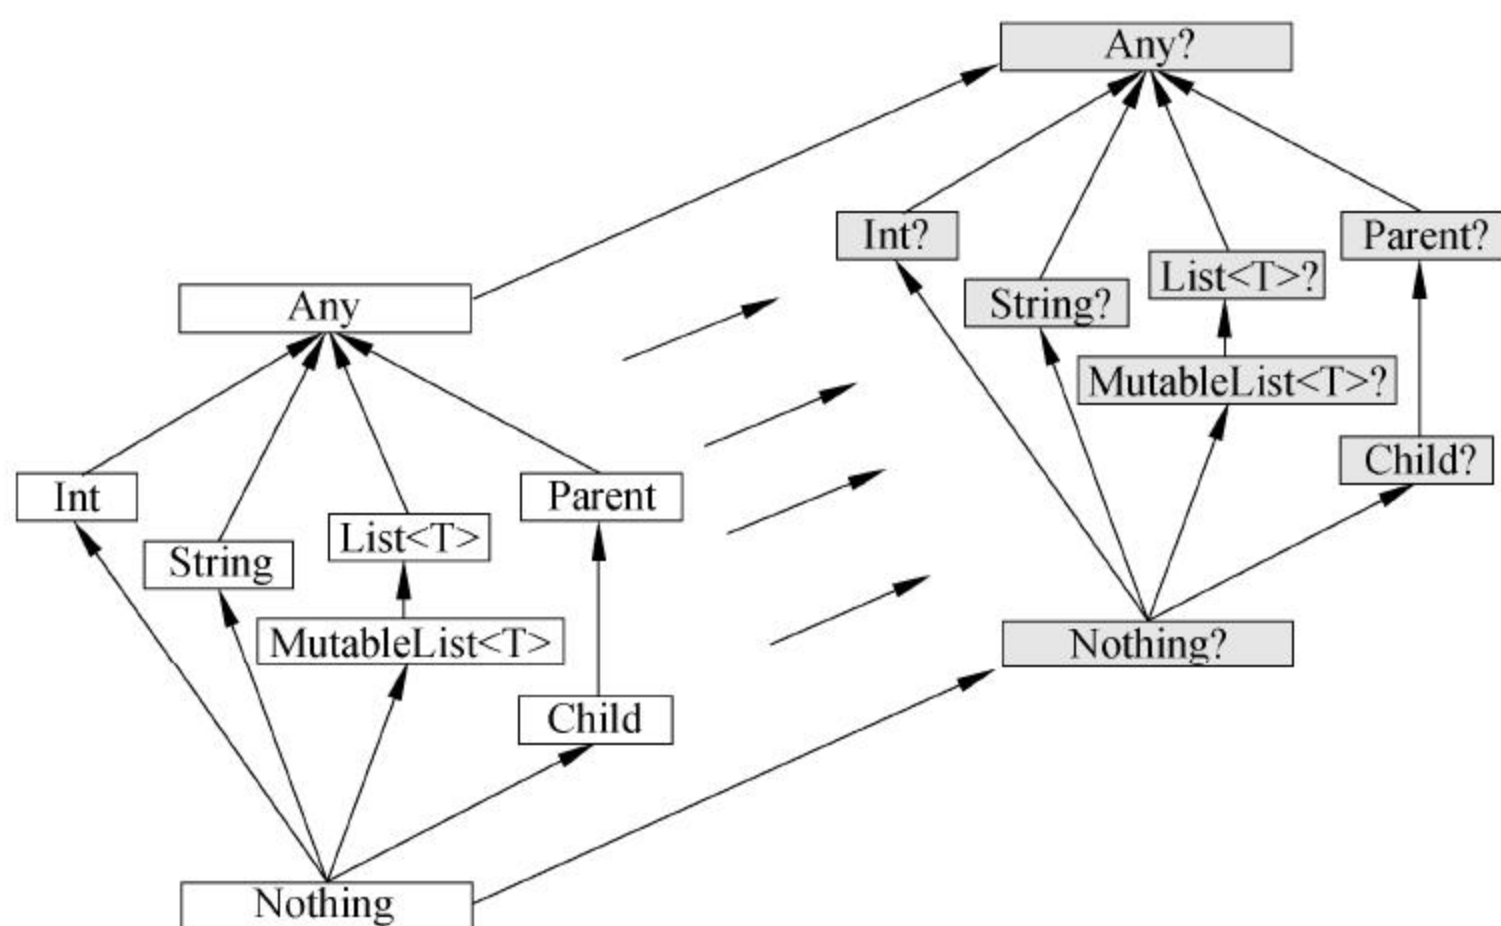 Any?
Int?
Parent?
List<T>?
String?
Any
MutableList<T>?
Child?
Int
Parent
List<T>
String
MutableList<T>
Nothing?
Child
Nothing